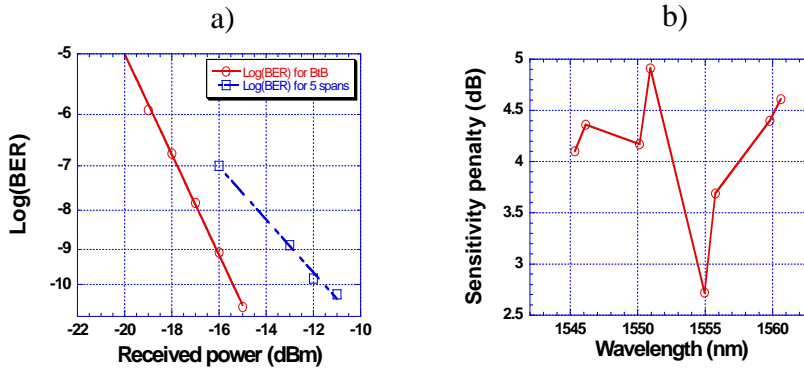 a)
Log(BER)
-5
-6
-7
-8
-9
-10
Log(BER) for BtB
Log(BER) for 5 spans
-22 -20 -18 -16 -14 -12 -10
Received power (dBm)
b)
Sensitivity penalty (dB)
5
4.5
4
3.5
3
2.5
1545 1550 1555 1560
Wavelength (nm)